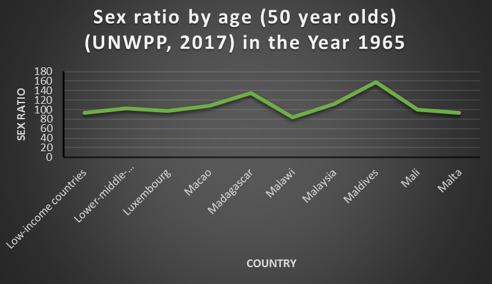 Sex ratio by age (50 year olds)
(UNWPP, 2017) in the Year 1965
180
160
140
120
100
80
60
40
20
0
SEX RATIO
Low-income countries
Lower-middle-...
Luxembourg
Macao
Madagascar
Malawi
Malaysia
Maldives
Mali
Malta
COUNTRY